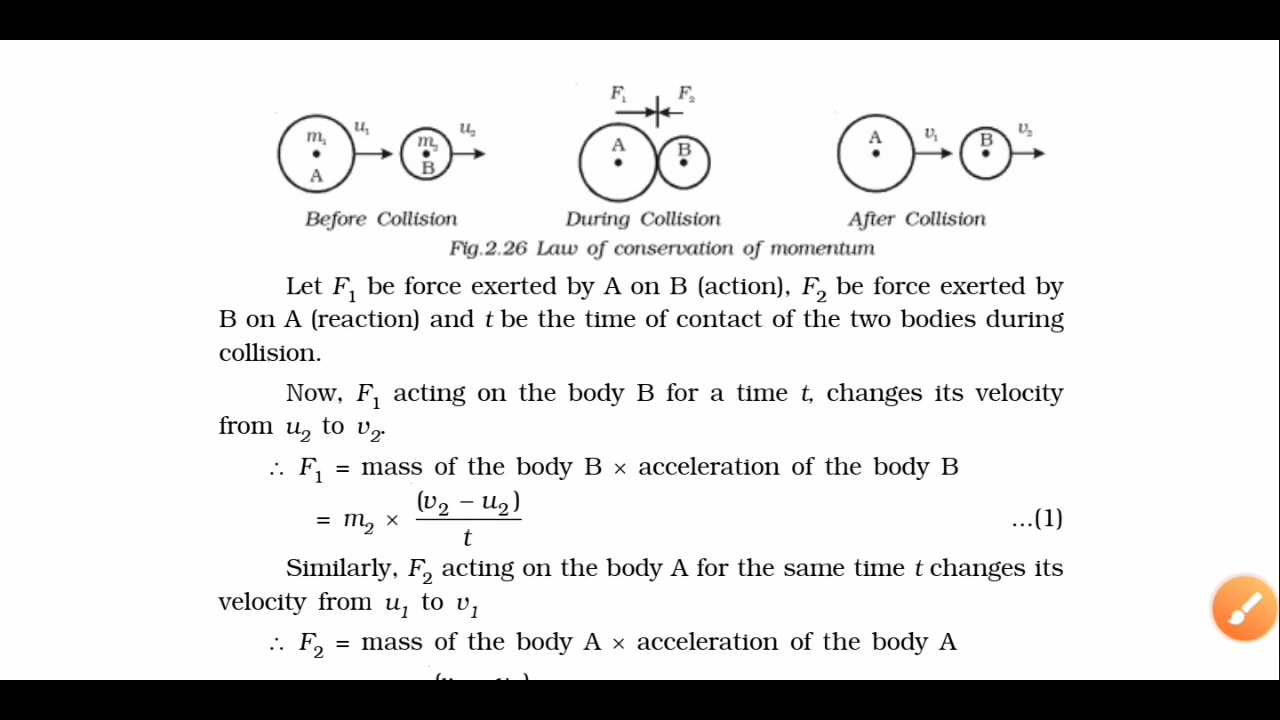 F₁ F₂
m₁ A u₁ m₂ B u₂ A B A v₁ B v₂
Before Collision During Collision After Collision
Fig.2.26 Law of conservation of momentum
Let F₁ be force exerted by A on B (action), F₂ be force exerted by
B on A (reaction) and t be the time of contact of the two bodies during
collision.
Now, F₁ acting on the body B for a time t, changes its velocity
from u₂ to v₂.
∴ F₁ = mass of the body B × acceleration of the body B
= m₂ × (v₂ – u₂) / t ...(1)
Similarly, F₂ acting on the body A for the same time t changes its
velocity from u₁ to v₁
∴ F₂ = mass of the body A × acceleration of the body A